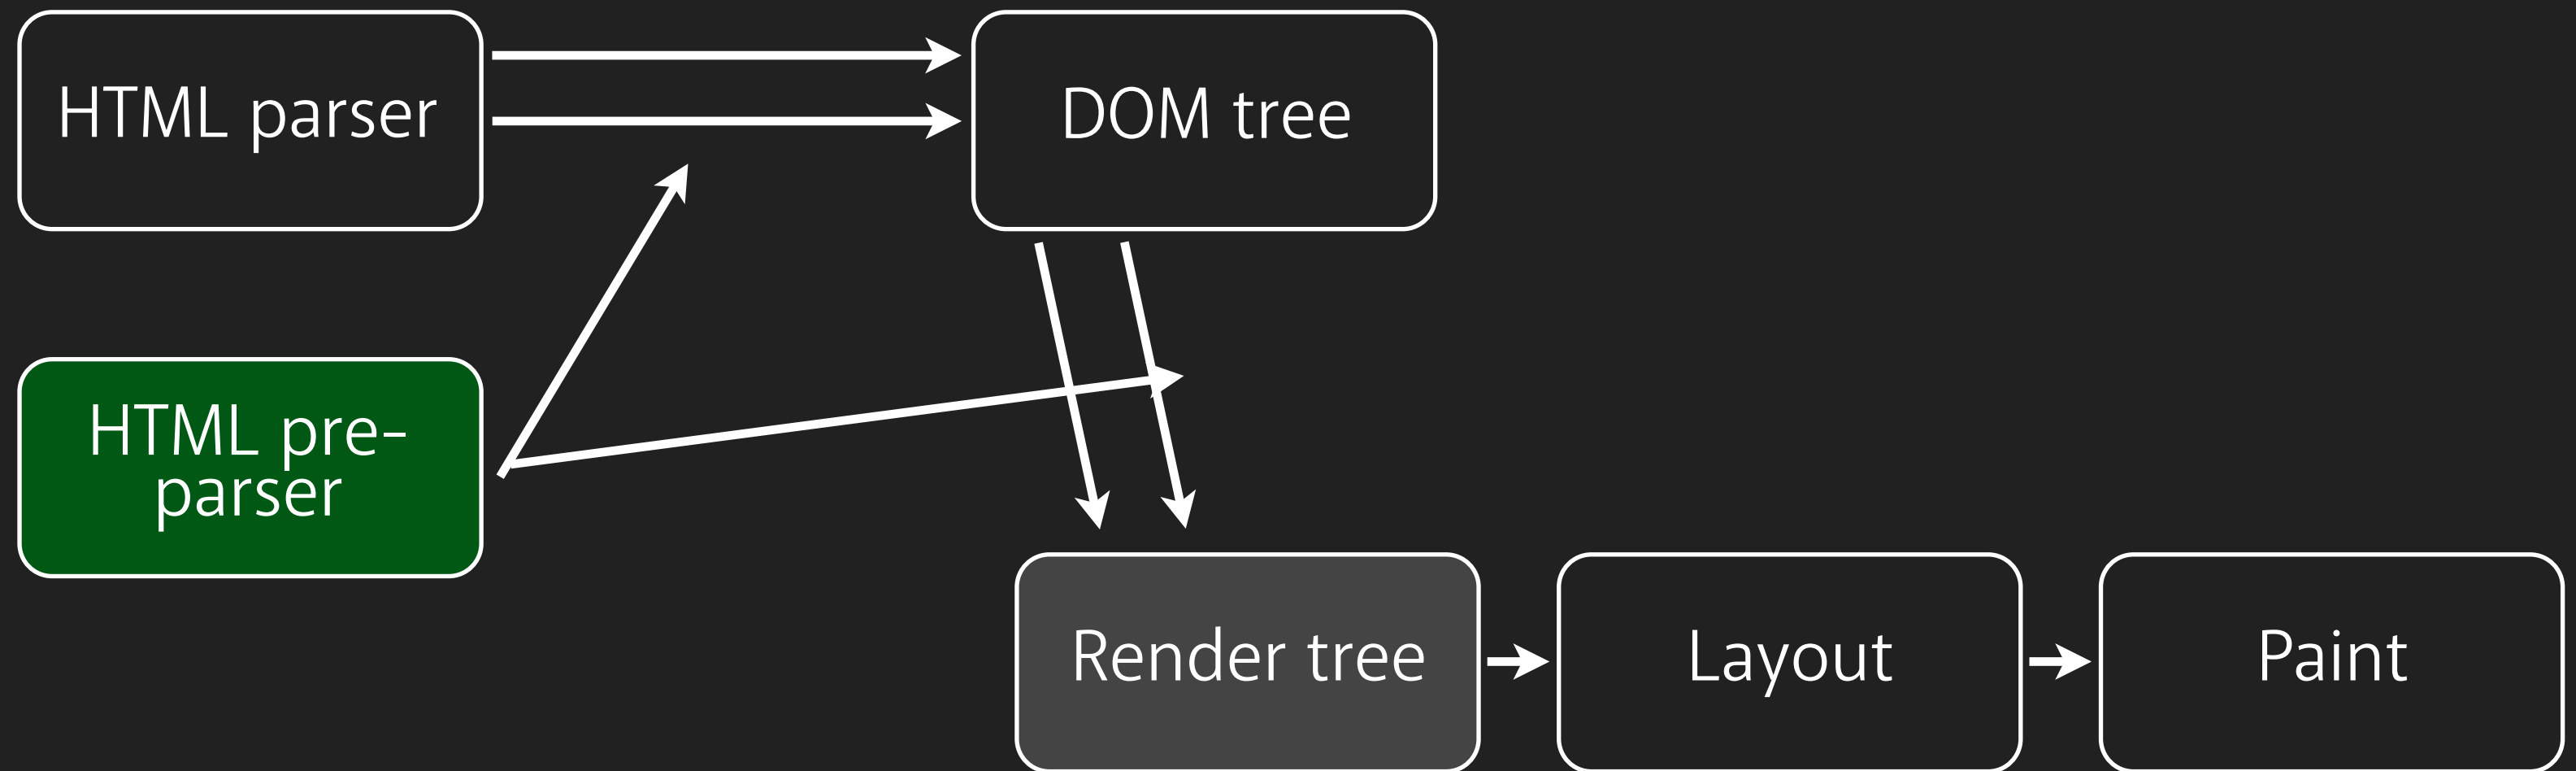 HTML parser
DOM tree
HTML pre-
parser
Render tree
Layout
Paint